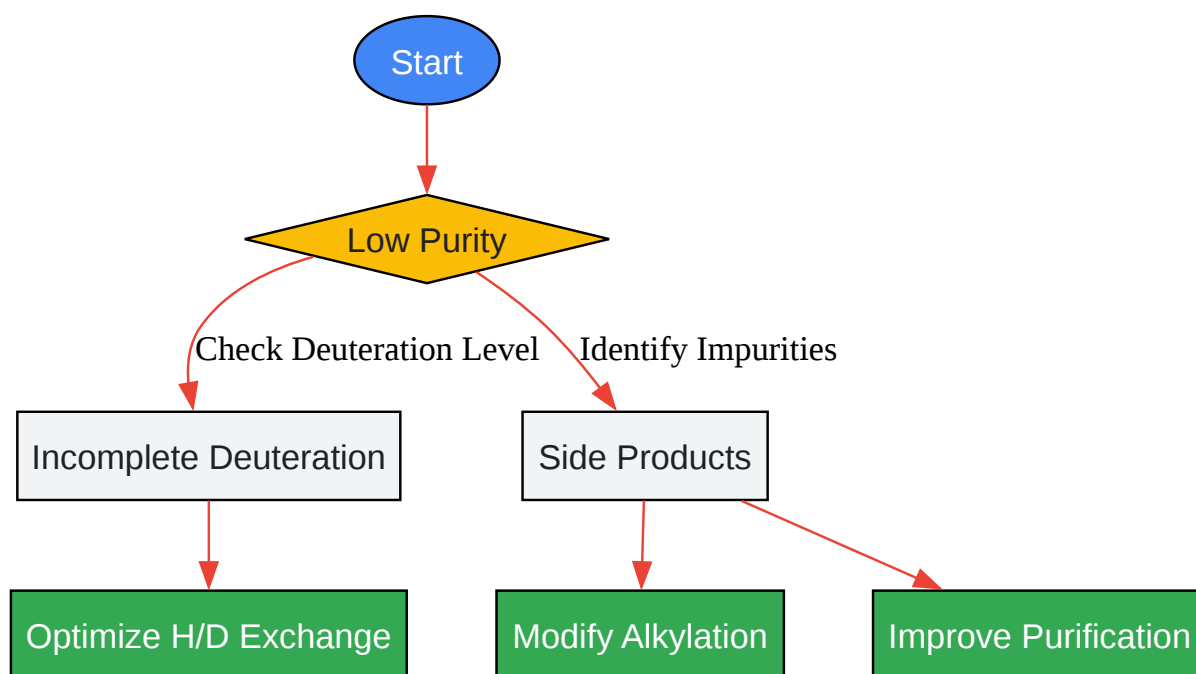 Start
Low Purity
Check Deuteration Level
Identify Impurities
Incomplete Deuteration
Side Products
Optimize H/D Exchange
Modify Alkylation
Improve Purification